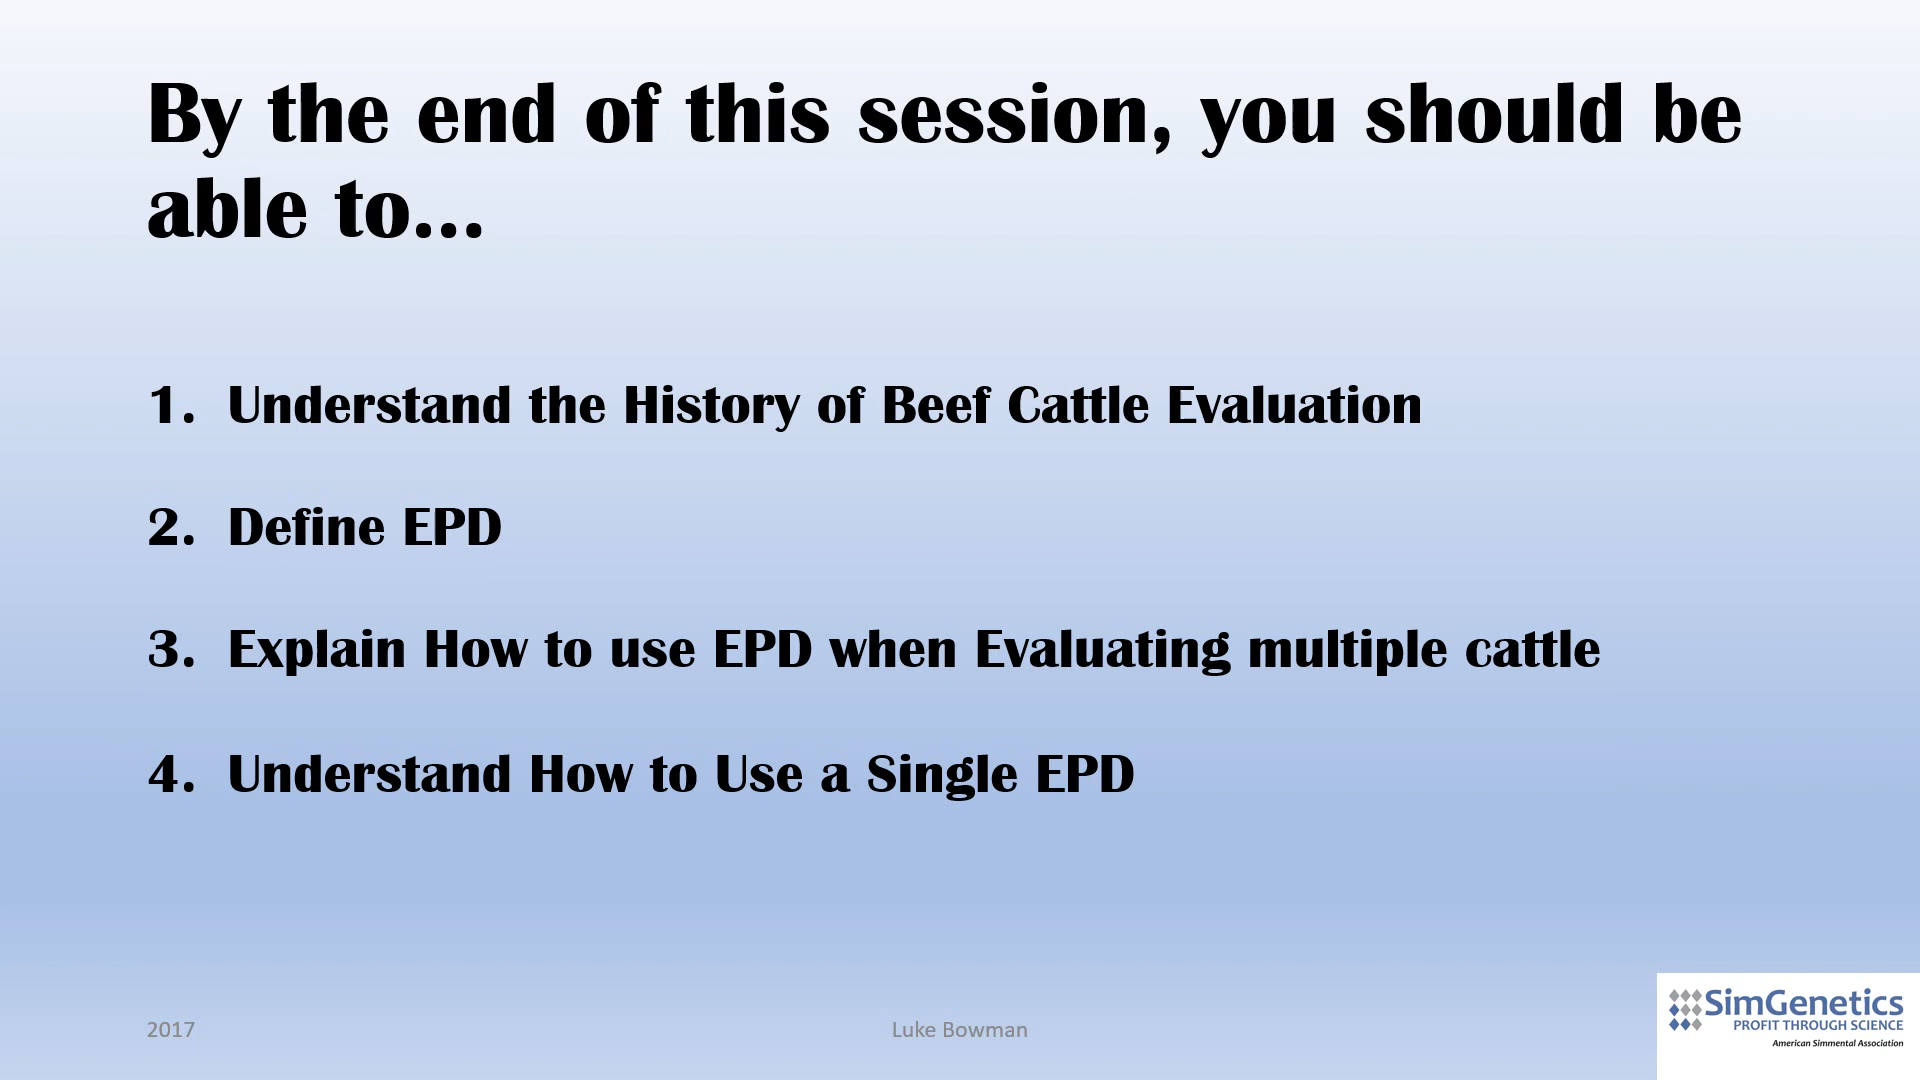 By the end of this session, you should be
able to...
1. Understand the History of Beef Cattle Evaluation
2. Define EPD
3. Explain How to use EPD when Evaluating multiple cattle
4. Understand How to Use a Single EPD
2017
Luke Bowman
SimGenetics
PROFIT THROUGH SCIENCE
American Simmental Association